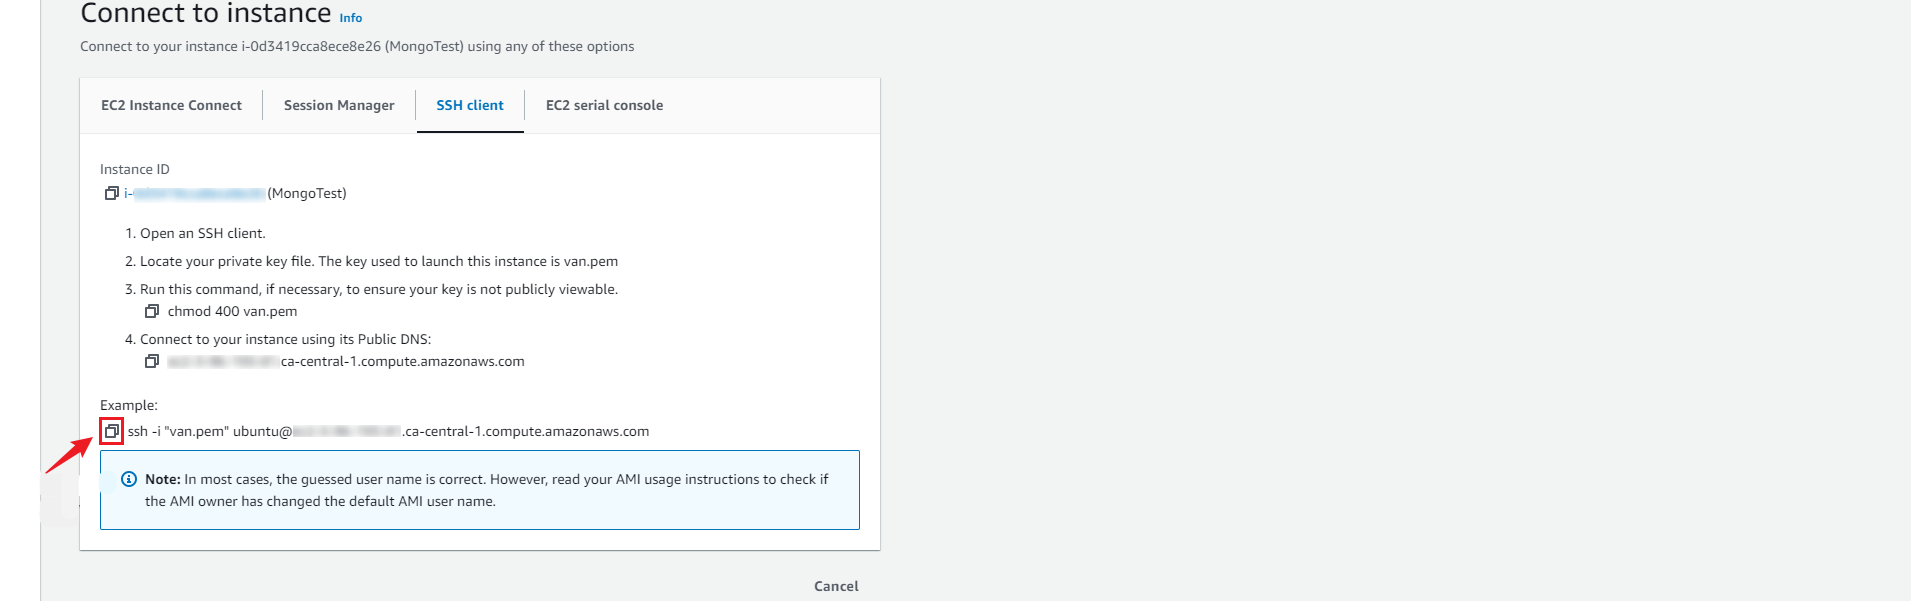 Connect to instance Info
Connect to your instance i-0d3419cca8ece8e26 (MongoTest) using any of these options
EC2 Instance Connect Session Manager SSH client EC2 serial console
Instance ID
i- (MongoTest)
1. Open an SSH client.
2. Locate your private key file. The key used to launch this instance is van.pem
3. Run this command, if necessary, to ensure your key is not publicly viewable.
chmod 400 van.pem
4. Connect to your instance using its Public DNS:
ca-central-1.compute.amazonaws.com
Example:
ssh -i "van.pem" ubuntu@ .ca-central-1.compute.amazonaws.com
Note: In most cases, the guessed user name is correct. However, read your AMI usage instructions to check if
the AMI owner has changed the default AMI user name.
Cancel